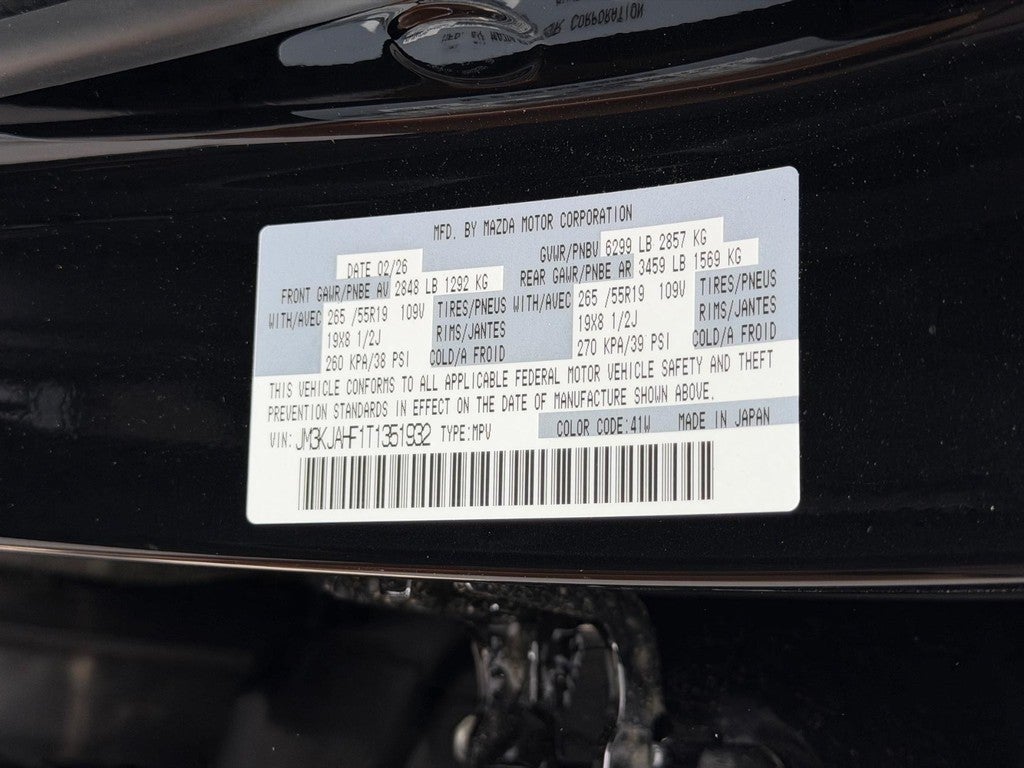 MFD. BY MAZDA MOTOR CORPORATION
DATE 02/26 GVWR/PNBV 6299 LB 2857 KG
FRONT GAWR/PNBE AV 2848 LB 1292 KG REAR GAWR/PNBE AR 3459 LB 1569 KG
WITH/AVEC 265 /55R19 109V TIRES/PNEUS WITH/AVEC 265 /55R19 109V TIRES/PNEUS
19X8 1/2J RIMS/JANTES 19X8 1/2J RIMS/JANTES
260 KPA/38 PSI COLD/A FROID 270 KPA/39 PSI COLD/A FROID
THIS VEHICLE CONFORMS TO ALL APPLICABLE FEDERAL MOTOR VEHICLE SAFETY AND THEFT
PREVENTION STANDARDS IN EFFECT ON THE DATE OF MANUFACTURE SHOWN ABOVE.
VIN: JM3KJAHF1T1351932 TYPE:MPV COLOR CODE:41W MADE IN JAPAN